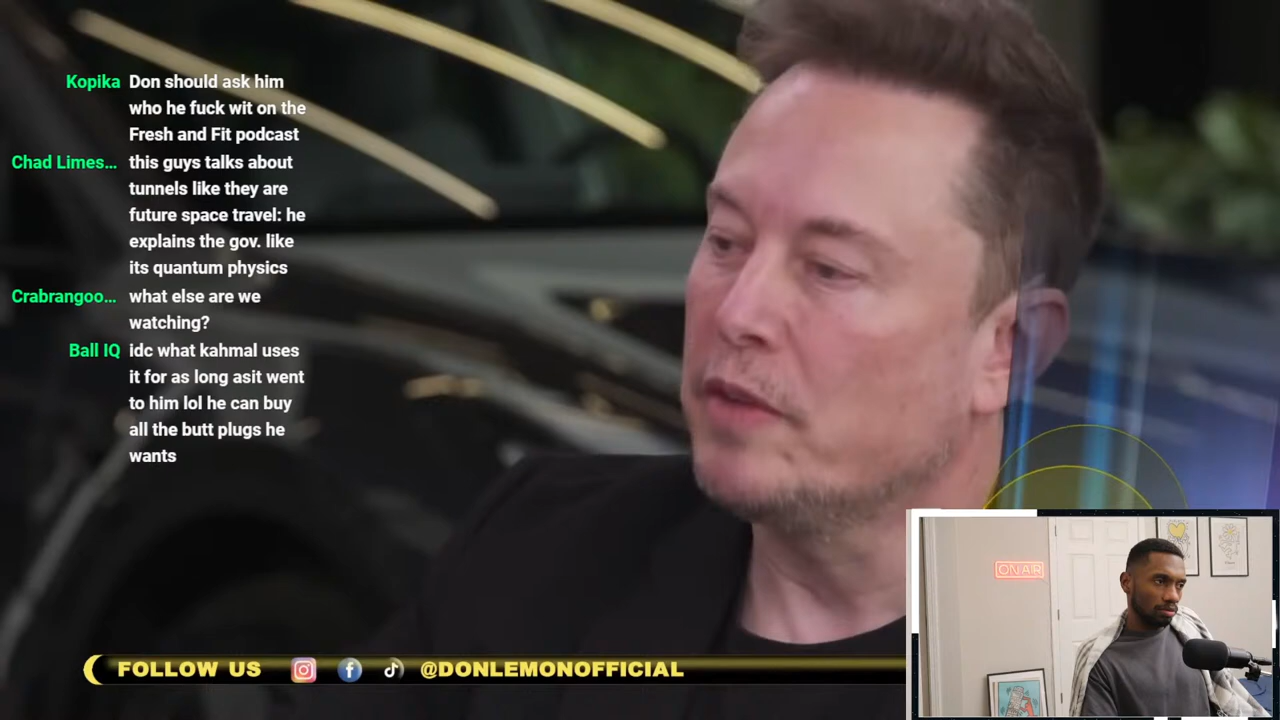 Kopika Don should ask him
who he fuck wit on the
Fresh and Fit podcast
Chad Limes... this guys talks about
tunnels like they are
future space travel: he
explains the gov. like
its quantum physics
Crabrangoo... what else are we
watching?
Ball IQ idc what kahmal uses
it for as long asit went
to him lol he can buy
all the butt plugs he
wants
ON AIR
FOLLOW US @DONLEMONOFFICIAL